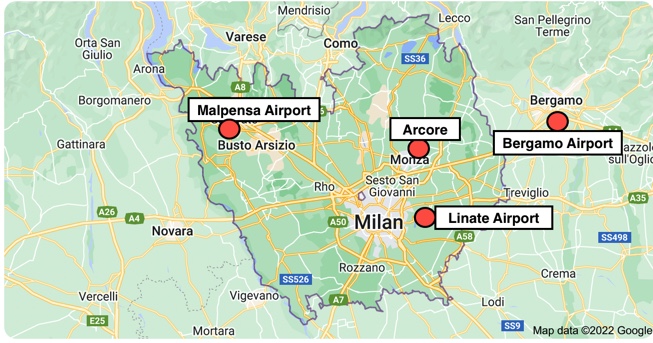 Mendrisio
Lecco
San Pellegrino
Terme
Orta San
Giulio
Varese
Como
Arona
SS36
A8
Borgomanero
Malpensa Airport
Bergamo
Arcore
Bergamo Airport
Gattinara
Busto Arsizio
Monza
sull'Oglio
Rho
Sesto San
Giovanni
Treviglio
A35
A26
A4
Novara
A50
Milan
Linate Airport
A58
SS498
Rozzano
Crema
SS526
Vercelli
Vigevano
A7
Lodi
E25
Mortara
SS9
Map data ©2022 Google